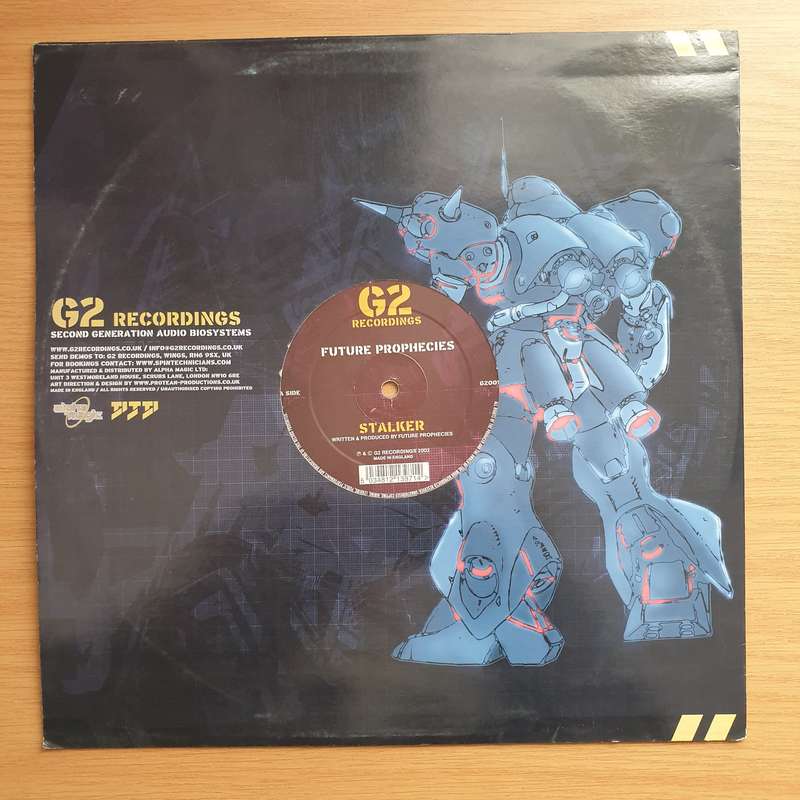 G2 RECORDINGS
SECOND GENERATION AUDIO BIOSYSTEMS
WWW.G2RECORDINGS.CO.UK / INFO@G2RECORDINGS.CO.UK
SEND DEMOS TO: G2 RECORDINGS, WINGS, RH6 9SX, UK
FOR BOOKINGS CONTACT: WWW.SPINTECHNICIANS.COM
MANUFACTURED & DISTRIBUTED BY ALPHA MAGIC LTD:
UNIT 3 WESTMORELAND HOUSE, SCRUBS LANE, LONDON NW10 6RE
ART DIRECTION & DESIGN BY WWW.PROTEAN-PRODUCTIONS.CO.UK
MADE IN ENGLAND / ALL RIGHTS RESERVED / UNAUTHORISED COPYING PROHIBITED
G2
RECORDINGS
FUTURE PROPHECIES
A SIDE
G2001
STALKER
WRITTEN & PRODUCED BY FUTURE PROPHECIES
℗ & © G2 RECORDINGS 2002
MADE IN ENGLAND